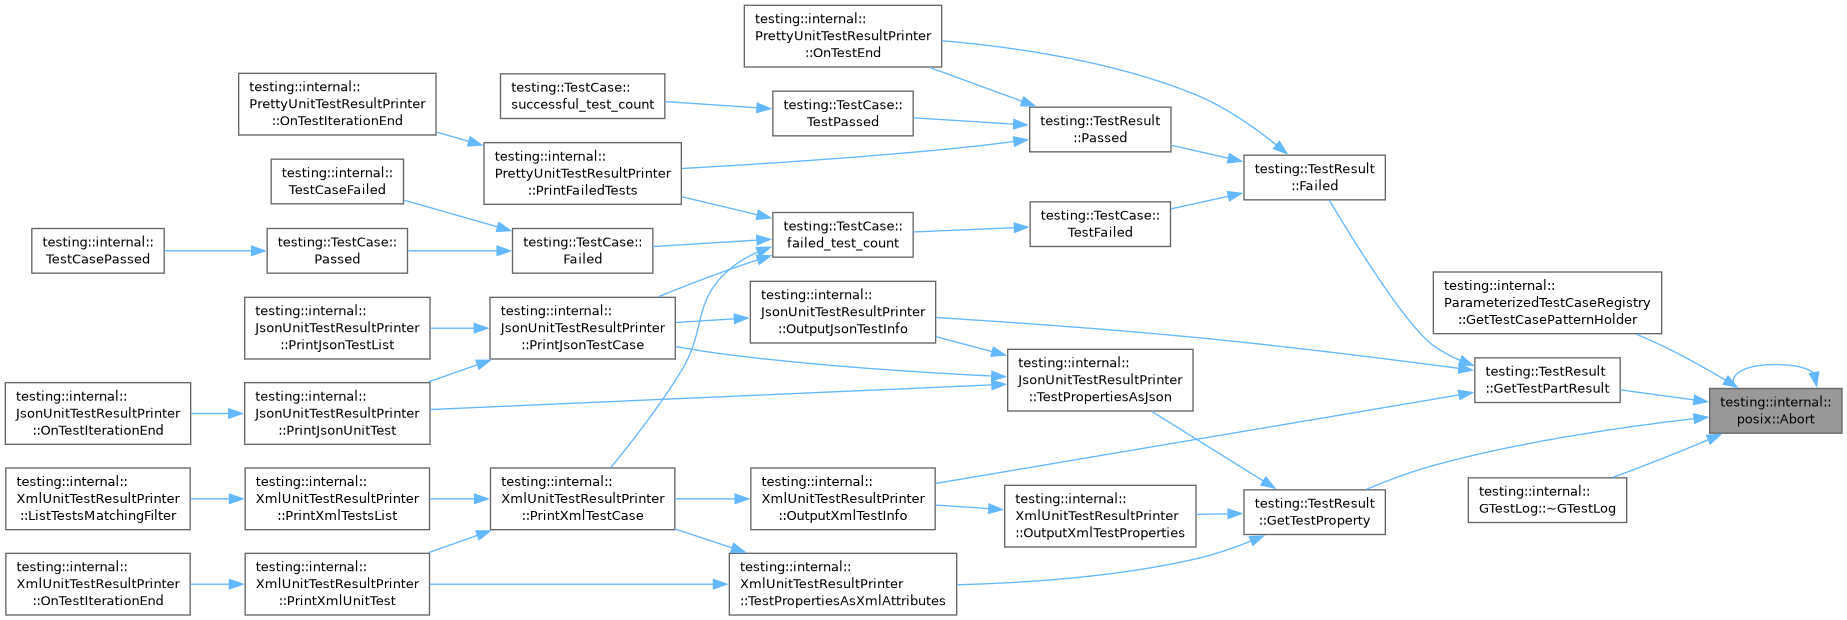 testing::internal::
PrettyUnitTestResultPrinter
::OnTestEnd
testing::internal::
PrettyUnitTestResultPrinter
::OnTestIterationEnd
testing::TestCase::
successful_test_count
testing::TestCase::
TestPassed
testing::TestResult
::Passed
testing::internal::
PrettyUnitTestResultPrinter
::PrintFailedTests
testing::internal::
TestCaseFailed
testing::TestResult
::Failed
testing::TestCase::
TestFailed
testing::TestCase::
failed_test_count
testing::internal::
TestCasePassed
testing::TestCase::
Passed
testing::TestCase::
Failed
testing::internal::
ParameterizedTestCaseRegistry
::GetTestCasePatternHolder
testing::internal::
JsonUnitTestResultPrinter
::OutputJsonTestInfo
testing::internal::
JsonUnitTestResultPrinter
::PrintJsonTestList
testing::internal::
JsonUnitTestResultPrinter
::PrintJsonTestCase
testing::internal::
JsonUnitTestResultPrinter
::TestPropertiesAsJson
testing::TestResult
::GetTestPartResult
testing::internal::
posix::Abort
testing::internal::
JsonUnitTestResultPrinter
::OnTestIterationEnd
testing::internal::
JsonUnitTestResultPrinter
::PrintJsonUnitTest
testing::internal::
XmlUnitTestResultPrinter
::ListTestsMatchingFilter
testing::internal::
XmlUnitTestResultPrinter
::PrintXmlTestsList
testing::internal::
XmlUnitTestResultPrinter
::PrintXmlTestCase
testing::internal::
XmlUnitTestResultPrinter
::OutputXmlTestInfo
testing::internal::
XmlUnitTestResultPrinter
::OutputXmlTestProperties
testing::TestResult
::GetTestProperty
testing::internal::
GTestLog::~GTestLog
testing::internal::
XmlUnitTestResultPrinter
::OnTestIterationEnd
testing::internal::
XmlUnitTestResultPrinter
::PrintXmlUnitTest
testing::internal::
XmlUnitTestResultPrinter
::TestPropertiesAsXmlAttributes